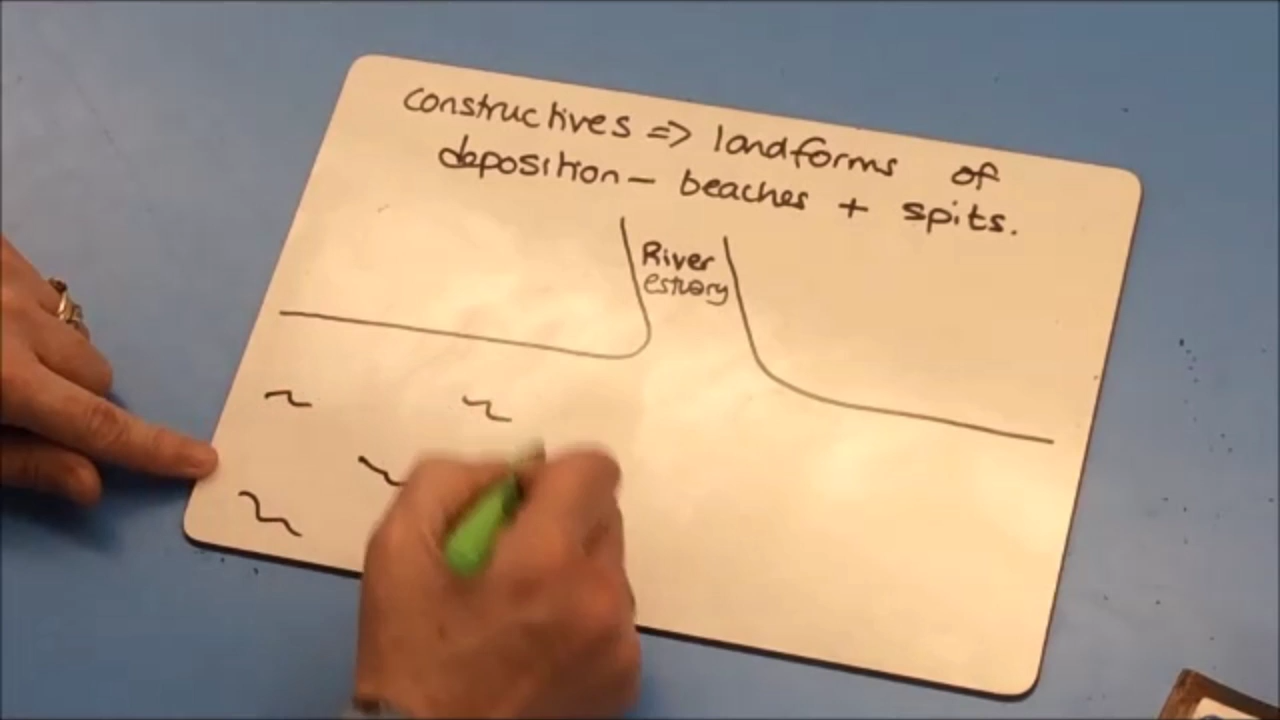 constructives => landforms of
deposition - beaches + spits.
River
estuary